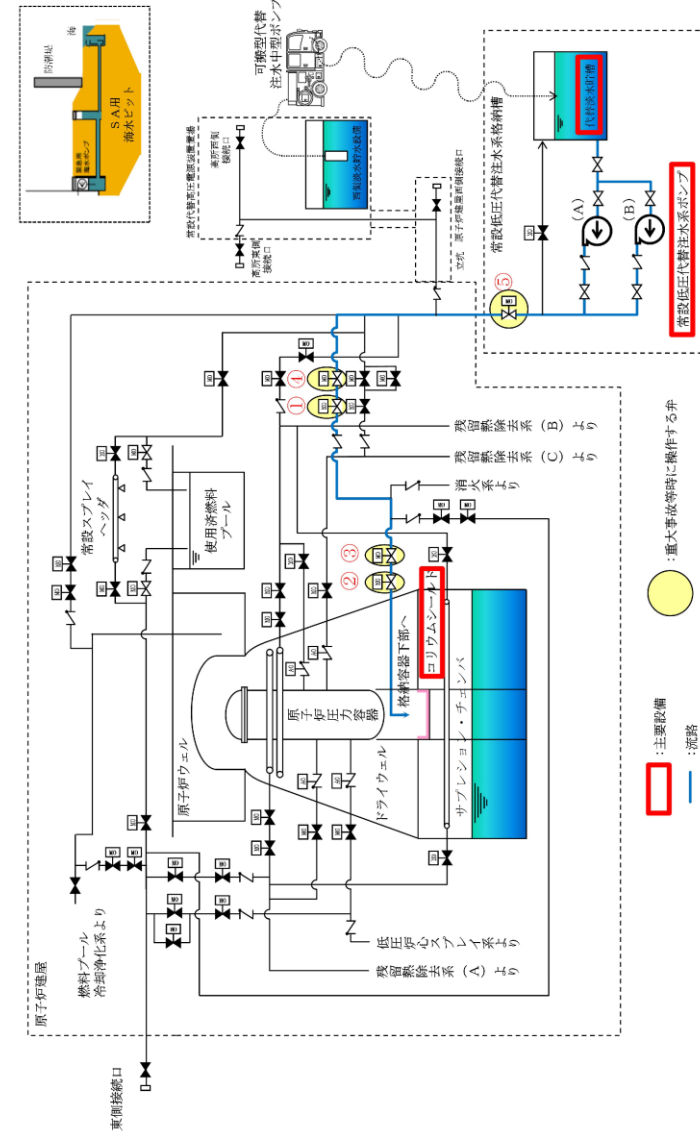 防潮堤
海
緊急用
海水ポンプ
ＳＡ用
海水ピット
可搬型代替
注水中型ポンプ
常設代替高圧電源装置置場
高所西側
接続口
西側淡水貯水設備
高所東側
接続口
立坑
原子炉建屋西側接続口
常設低圧代替注水系格納槽
代替淡水貯槽
(A)
(B)
常設低圧代替注水系ポンプ
⑤
原子炉建屋
常設スプレイ
ヘッダ
使用済燃料
プール
④
①
③
②
残留熱除去系（Ｂ）より
残留熱除去系（Ｃ）より
消火系より
原子炉ウェル
原子炉圧力容器
格納容器下部へ
コリウムシールド
ドライウェル
サプレション・チェンバ
燃料プール
冷却浄化系より
低圧炉心スプレイ系より
残留熱除去系（Ａ）より
東側接続口
：重大事故等時に操作する弁
：主要設備
：流路